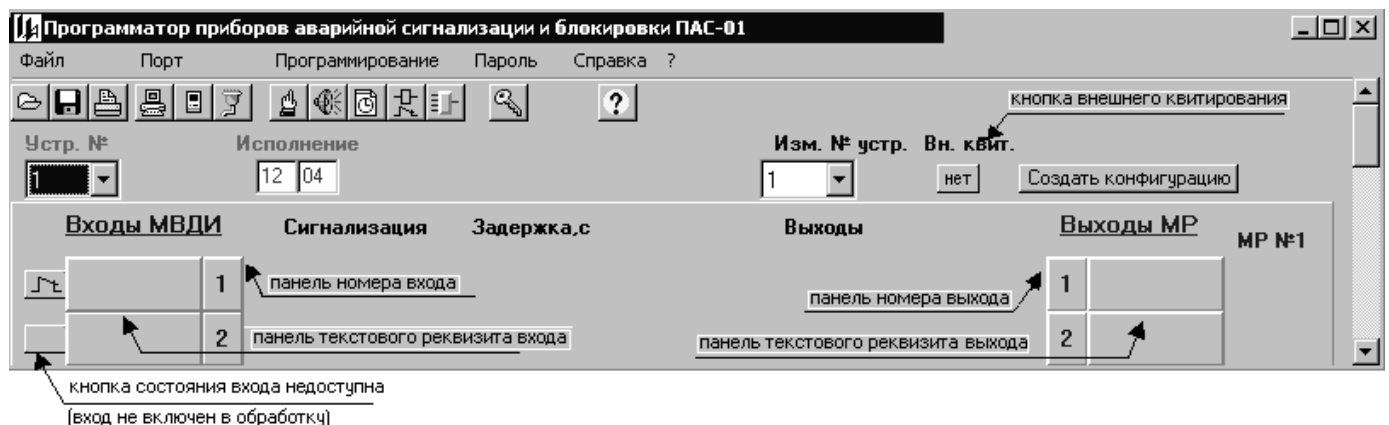 Программатор приборов аварийной сигнализации и блокировки ПАС-01
Файл Порт Программирование Пароль Справка ?
?
кнопка внешнего квитирования
Устр. № Исполнение Изм. № устр. Вн. квит.
1 12 04 1 нет Создать конфигурацию
Входы МВДИ Сигнализация Задержка,с Выходы Выходы МР МР №1
1 панель номера входа панель номера выхода 1
2 панель текстового реквизита входа панель текстового реквизита выхода 2
кнопка состояния входа недоступна
(вход не включен в обработку)